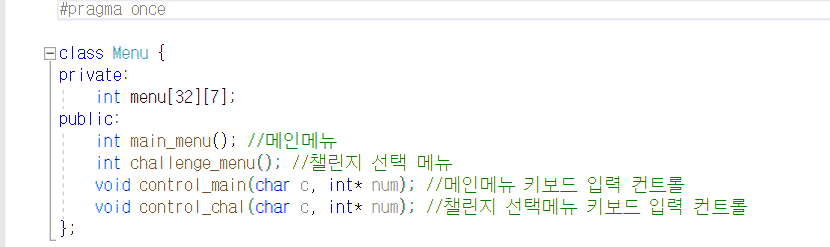 #pragma once
class Menu {
private:
int menu[32][7];
public:
int main_menu(); //메인메뉴
int challenge_menu(); //챌린지 선택 메뉴
void control_main(char c, int* num); //메인메뉴 키보드 입력 컨트롤
void control_chal(char c, int* num); //챌린지 선택메뉴 키보드 입력 컨트롤
};